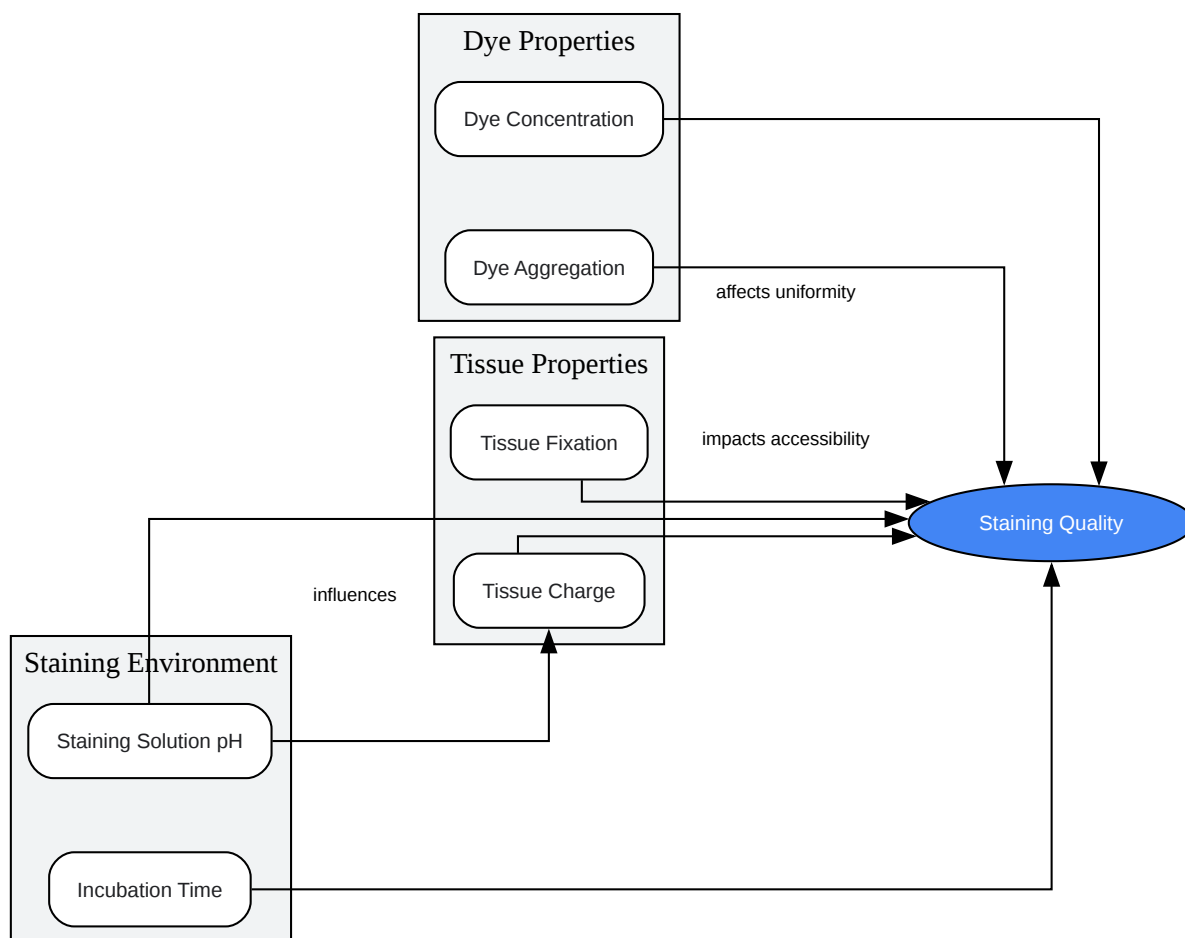 Dye Properties
Dye Concentration
Dye Aggregation
affects uniformity
Tissue Properties
Tissue Fixation
impacts accessibility
Staining Quality
Tissue Charge
influences
Staining Environment
Staining Solution pH
Incubation Time